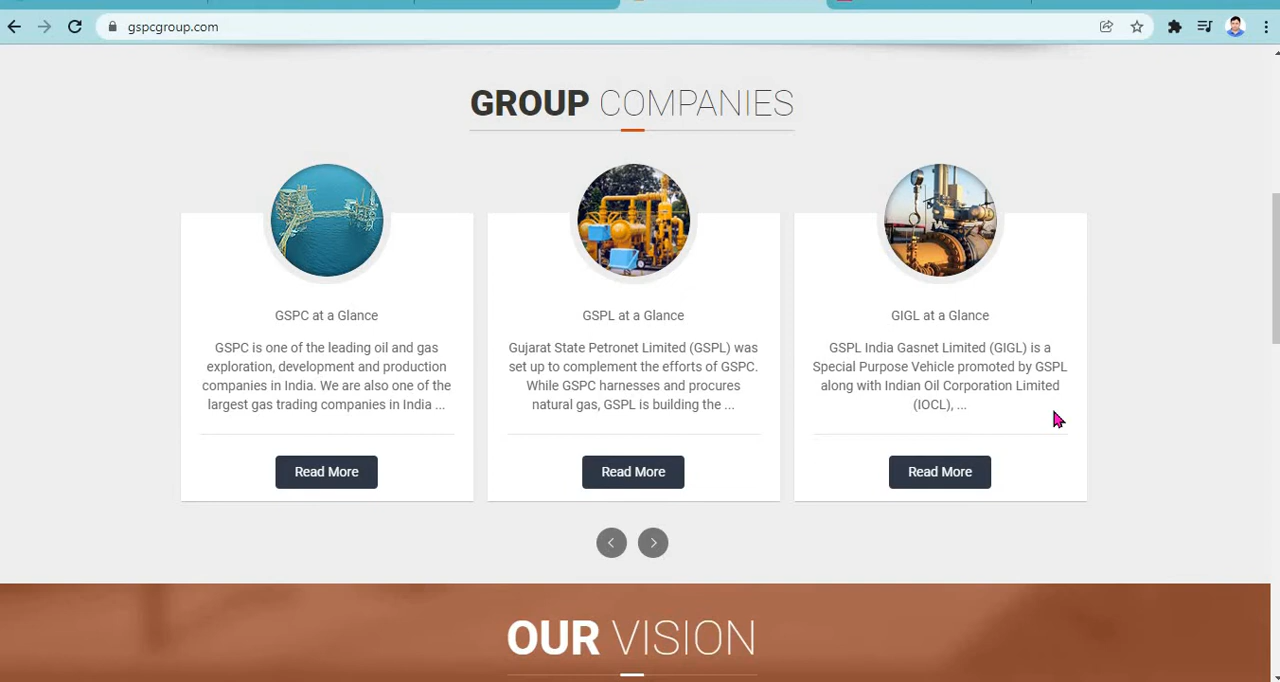 gspcgroup.com
GROUP COMPANIES
GSPC at a Glance
GSPC is one of the leading oil and gas
exploration, development and production
companies in India. We are also one of the
largest gas trading companies in India ...
Read More
GSPL at a Glance
Gujarat State Petronet Limited (GSPL) was
set up to complement the efforts of GSPC.
While GSPC harnesses and procures
natural gas, GSPL is building the ...
Read More
GIGL at a Glance
GSPL India Gasnet Limited (GIGL) is a
Special Purpose Vehicle promoted by GSPL
along with Indian Oil Corporation Limited
(IOCL), ...
Read More
OUR VISION